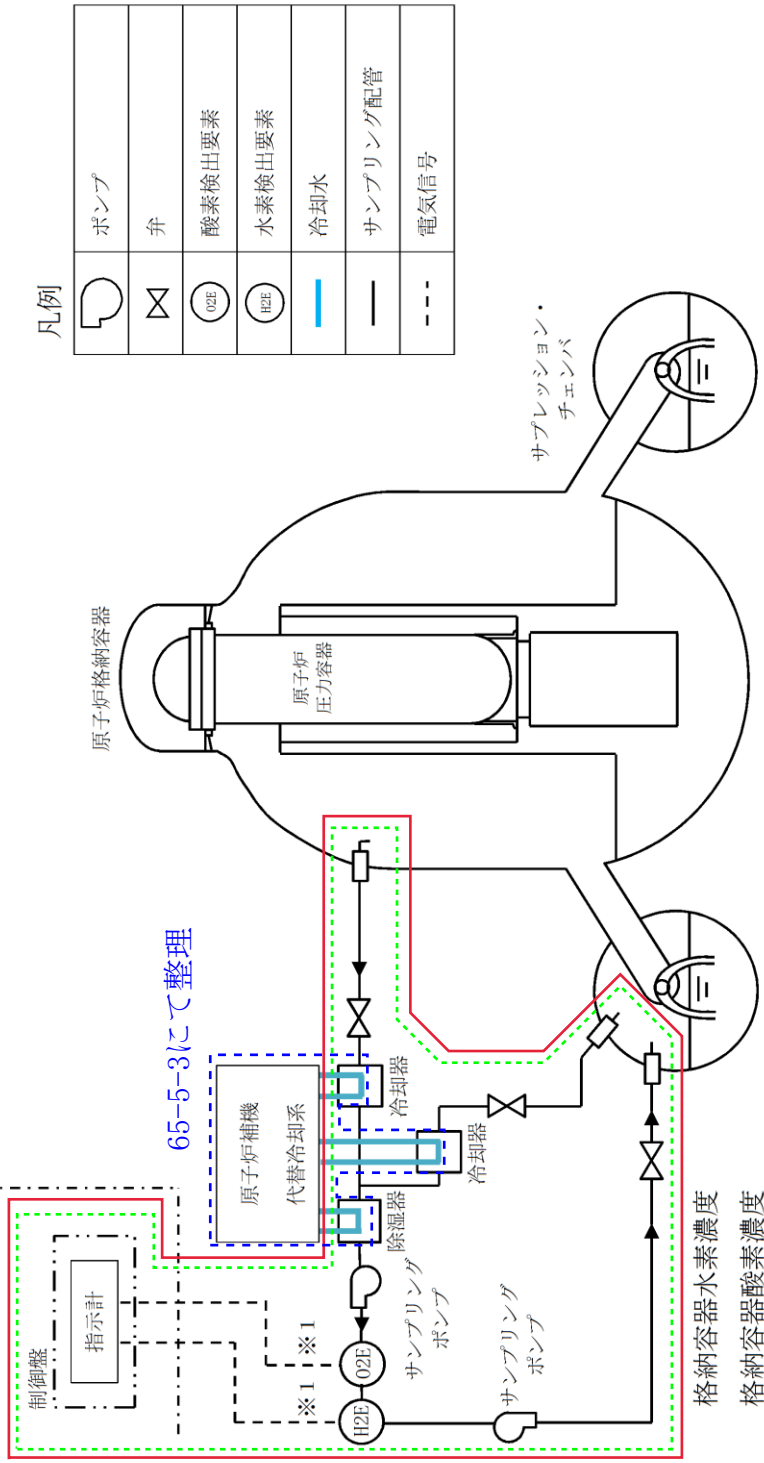 凡例
ポンプ
弁
O2E
酸素検出要素
H2E
水素検出要素
冷却水
サンプリング配管
電気信号
原子炉格納容器
原子炉
圧力容器
サプレッション・
チェンバ
65-5-3にて整理
原子炉補機
代替冷却系
冷却器
冷却器
除湿器
制御盤
指示計
※1
※1
O2E
H2E
サンプリング
ポンプ
サンプリング
ポンプ
格納容器水素濃度
格納容器酸素濃度